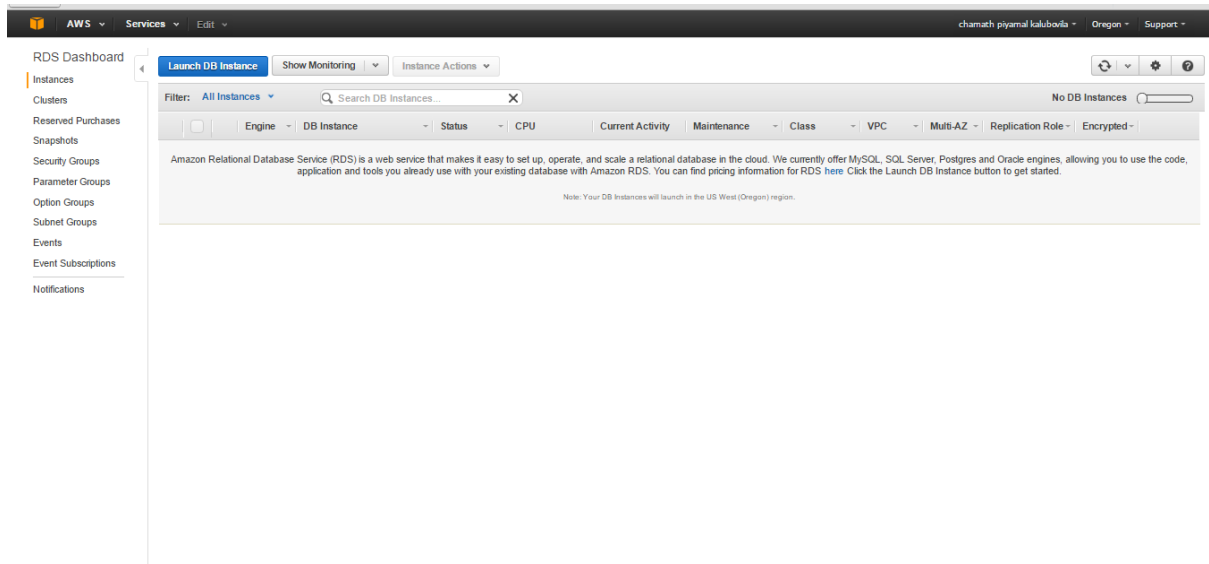 AWS Services Edit chamath piyamal kalubovila Oregon Support
RDS Dashboard
Instances
Clusters
Reserved Purchases
Snapshots
Security Groups
Parameter Groups
Option Groups
Subnet Groups
Events
Event Subscriptions
Notifications
Launch DB Instance Show Monitoring Instance Actions
Filter: All Instances Search DB Instances... No DB Instances
Engine DB Instance Status CPU Current Activity Maintenance Class VPC Multi-AZ Replication Role Encrypted
Amazon Relational Database Service (RDS) is a web service that makes it easy to set up, operate, and scale a relational database in the cloud. We currently offer MySQL, SQL Server, Postgres and Oracle engines, allowing you to use the code,
application and tools you already use with your existing database with Amazon RDS. You can find pricing information for RDS here Click the Launch DB Instance button to get started.
Note: Your DB Instances will launch in the US West (Oregon) region.